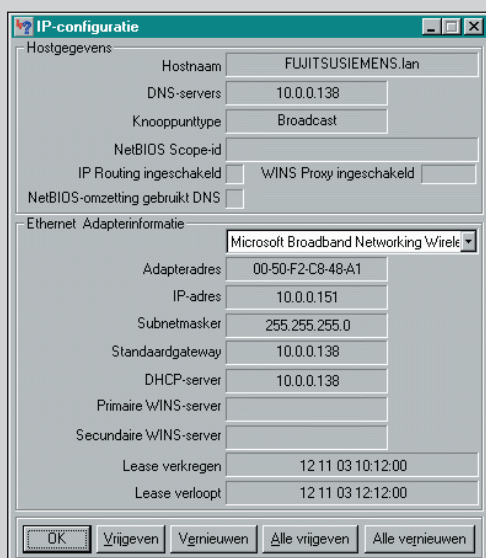 IP-configuratie
Hostgegevens
Hostnaam FUJITSUSIEMENS.lan
DNS-servers 10.0.0.138
Knooppunttype Broadcast
NetBIOS Scope-id
IP Routing ingeschakeld WINS Proxy ingeschakeld
NetBIOS-omzetting gebruikt DNS
Ethernet Adapterinformatie
Microsoft Broadband Networking Wirele
Adapteradres 00-50-F2-C8-48-A1
IP-adres 10.0.0.151
Subnetmasker 255.255.255.0
Standaardgateway 10.0.0.138
DHCP-server 10.0.0.138
Primaire WINS-server
Secundaire WINS-server
Lease verkregen 12 11 03 10:12:00
Lease verloopt 12 11 03 12:12:00
OK Vrijgeven Vernieuwen Alle vrijgeven Alle vernieuwen